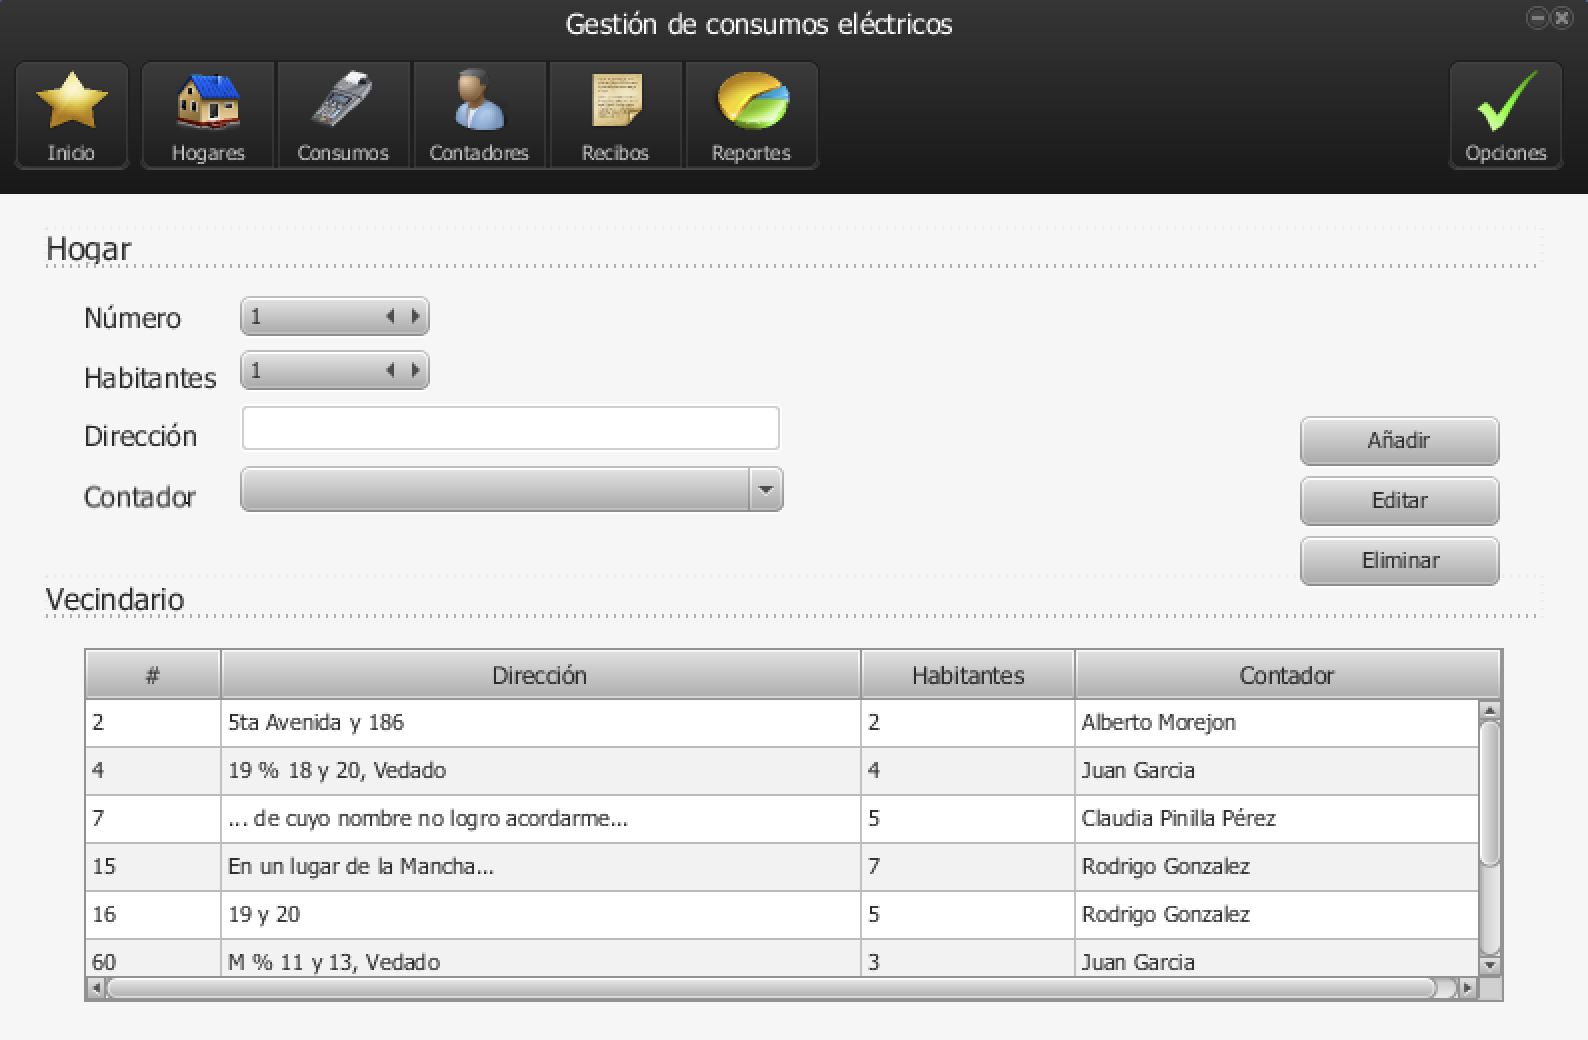 Gestión de consumos eléctricos
Inicio Hogares Consumos Contadores Recibos Reportes Opciones
Hogar
Número 1
Habitantes 1
Dirección
Añadir
Contador
Editar
Eliminar
Vecindario
# Dirección Habitantes Contador
2 5ta Avenida y 186 2 Alberto Morejon
4 19 % 18 y 20, Vedado 4 Juan Garcia
7 ... de cuyo nombre no logro acordarme... 5 Claudia Pinilla Pérez
15 En un lugar de la Mancha... 7 Rodrigo Gonzalez
16 19 y 20 5 Rodrigo Gonzalez
60 M % 11 y 13, Vedado 3 Juan Garcia